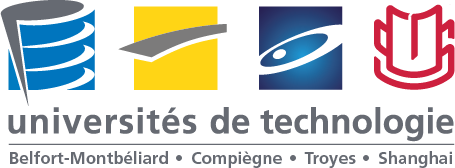 universités de technologie
Belfort-Montbéliard • Compiègne • Troyes • Shanghai